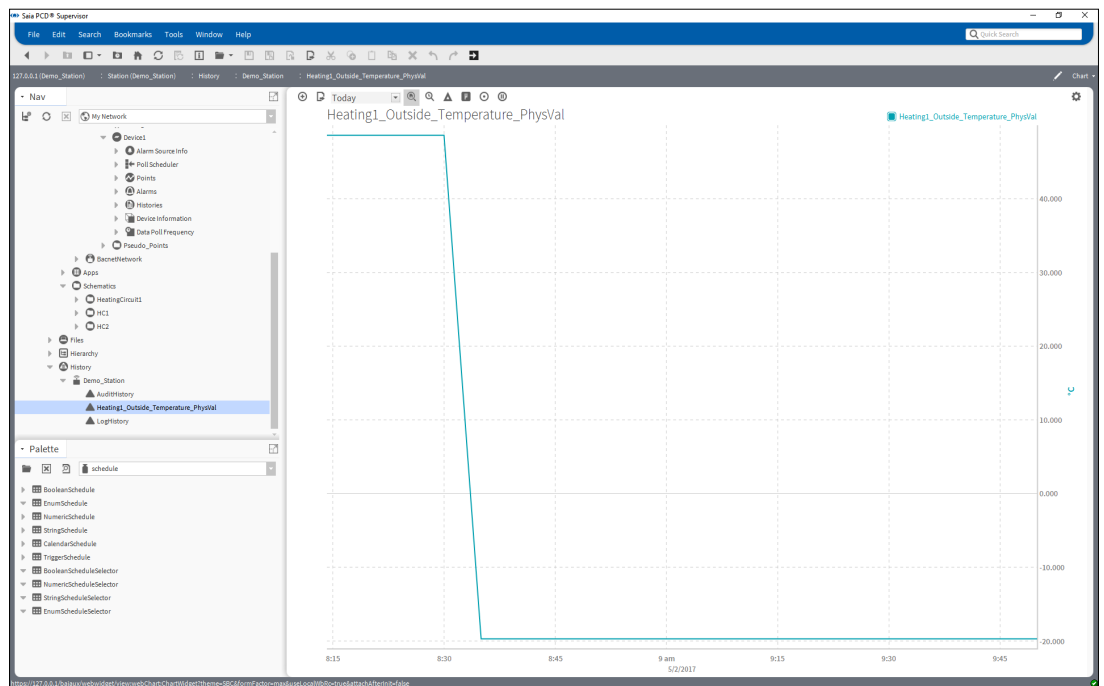 Saia PCD® Supervisor
File Edit Search Bookmarks Tools Window Help
Quick Search
127.0.0.1 (Demo_Station) : Station (Demo_Station) : History : Demo_Station : Heating1_Outside_Temperature_PhysVal
Chart
Nav
My Network
Device1
Alarm Source Info
Poll Scheduler
Points
Alarms
Histories
Device Information
Data Poll Frequency
Pseudo_Points
BacnetNetwork
Apps
Schematics
HeatingCircuit1
HC1
HC2
Files
Hierarchy
History
Demo_Station
AuditHistory
Heating1_Outside_Temperature_PhysVal
LogHistory
Palette
schedule
BooleanSchedule
EnumSchedule
NumericSchedule
StringSchedule
CalendarSchedule
TriggerSchedule
BooleanScheduleSelector
NumericScheduleSelector
StringScheduleSelector
EnumScheduleSelector
Today
Heating1_Outside_Temperature_PhysVal
Heating1_Outside_Temperature_PhysVal
40.000
30.000
20.000
°C
10.000
0.000
-10.000
-20.000
8:15 8:30 8:45 9 am 9:15 9:30 9:45
5/2/2017
https://127.0.0.1/bajaux/webwidget/view:webChart:ChartWidget?theme=SBC&formFactor=max&useLocalWbRc=true&attachAfterInit=false